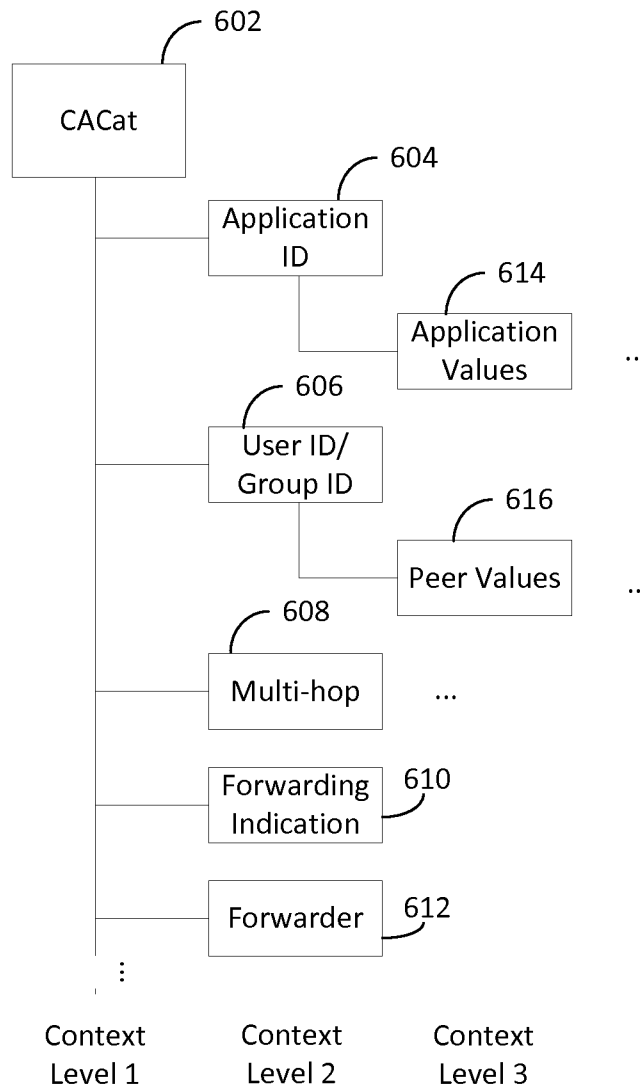 602
CACat
604
Application
ID
614
Application
Values
..
606
User ID/
Group ID
616
Peer Values
..
608
Multi-hop
...
Forwarding
Indication
610
Forwarder
612
...
Context
Level 1
Context
Level 2
Context
Level 3